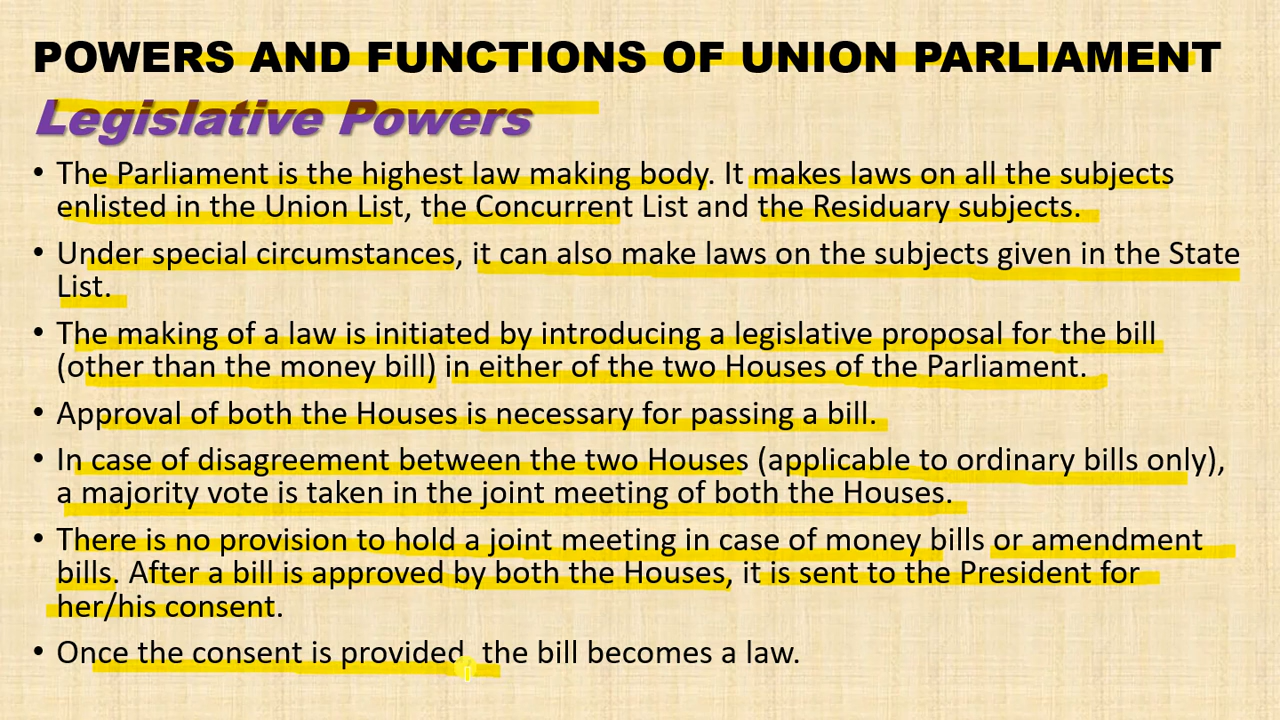 POWERS AND FUNCTIONS OF UNION PARLIAMENT
Legislative Powers
• The Parliament is the highest law making body. It makes laws on all the subjects
enlisted in the Union List, the Concurrent List and the Residuary subjects.
• Under special circumstances, it can also make laws on the subjects given in the State
List.
• The making of a law is initiated by introducing a legislative proposal for the bill
(other than the money bill) in either of the two Houses of the Parliament.
• Approval of both the Houses is necessary for passing a bill.
• In case of disagreement between the two Houses (applicable to ordinary bills only),
a majority vote is taken in the joint meeting of both the Houses.
• There is no provision to hold a joint meeting in case of money bills or amendment
bills. After a bill is approved by both the Houses, it is sent to the President for
her/his consent.
• Once the consent is provided, the bill becomes a law.